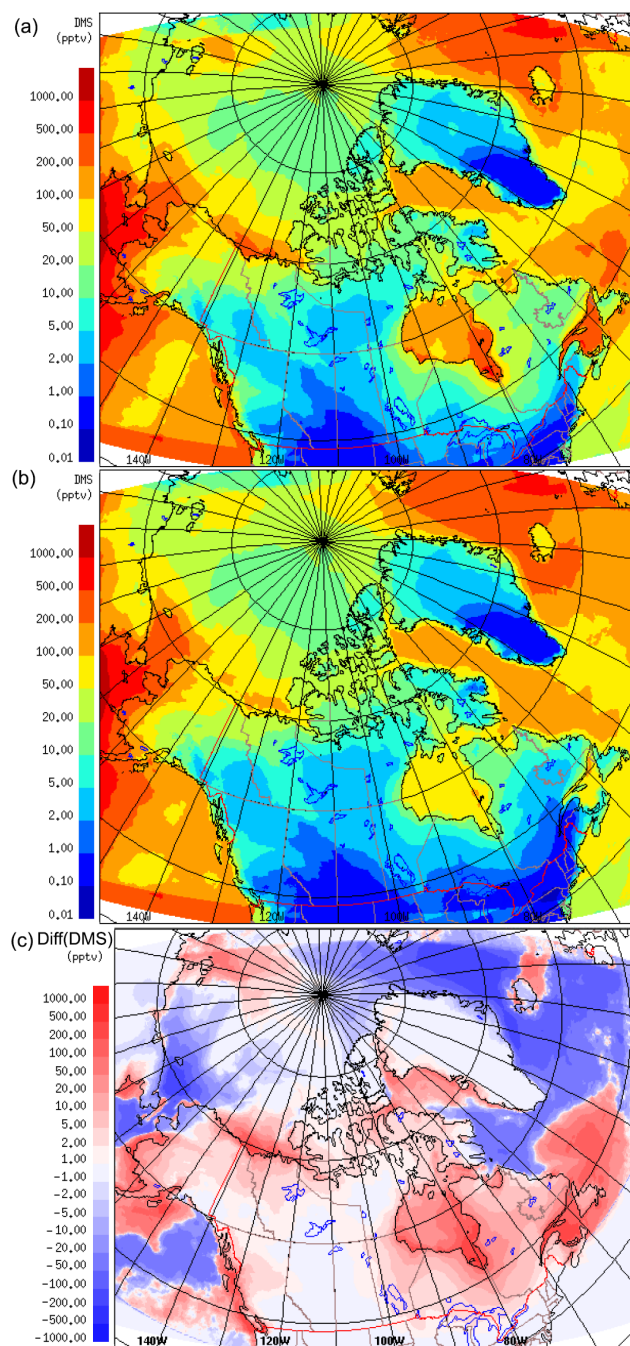 (a)
DMS
(pptv)
1000.00
500.00
200.00
100.00
50.00
20.00
10.00
5.00
2.00
1.00
0.10
0.01
140W
120W
100W
80W
(b)
DMS
(pptv)
1000.00
500.00
200.00
100.00
50.00
20.00
10.00
5.00
2.00
1.00
0.10
0.01
140W
120W
100W
80W
(c) Diff(DMS)
(pptv)
1000.00
500.00
200.00
100.00
50.00
20.00
10.00
5.00
2.00
1.00
-1.00
-2.00
-5.00
-10.00
-20.00
-50.00
-100.00
-200.00
-500.00
-1000.00
140W
120W
100W
80W